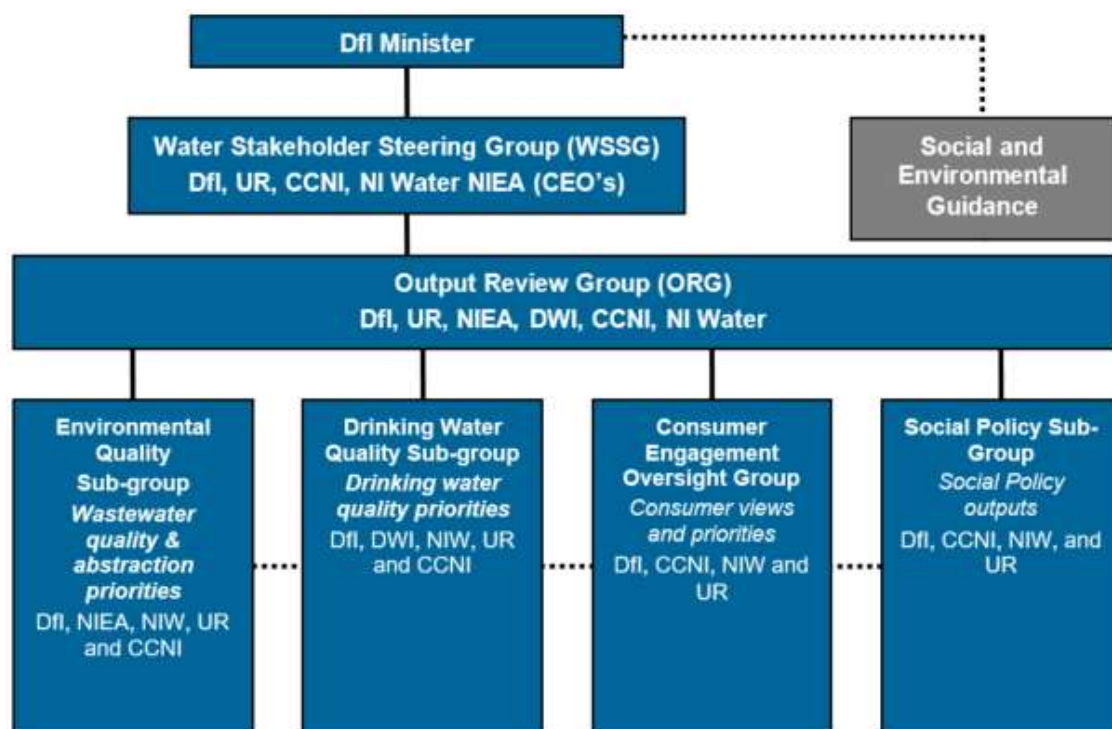 DfI Minister
Water Stakeholder Steering Group (WSSG)
DfI, UR, CCNI, NI Water NIEA (CEO's)
Social and
Environmental
Guidance
Output Review Group (ORG)
DfI, UR, NIEA, DWI, CCNI, NI Water
Environmental
Quality
Sub-group
Wastewater
quality &
abstraction
priorities
DfI, NIEA, NIW, UR
and CCNI
Drinking Water
Quality Sub-group
Drinking water
quality priorities
DfI, DWI, NIW, UR
and CCNI
Consumer
Engagement
Oversight Group
Consumer views
and priorities
DfI, CCNI, NIW and
UR
Social Policy Sub-
Group
Social Policy
outputs
DfI, CCNI, NIW, and
UR